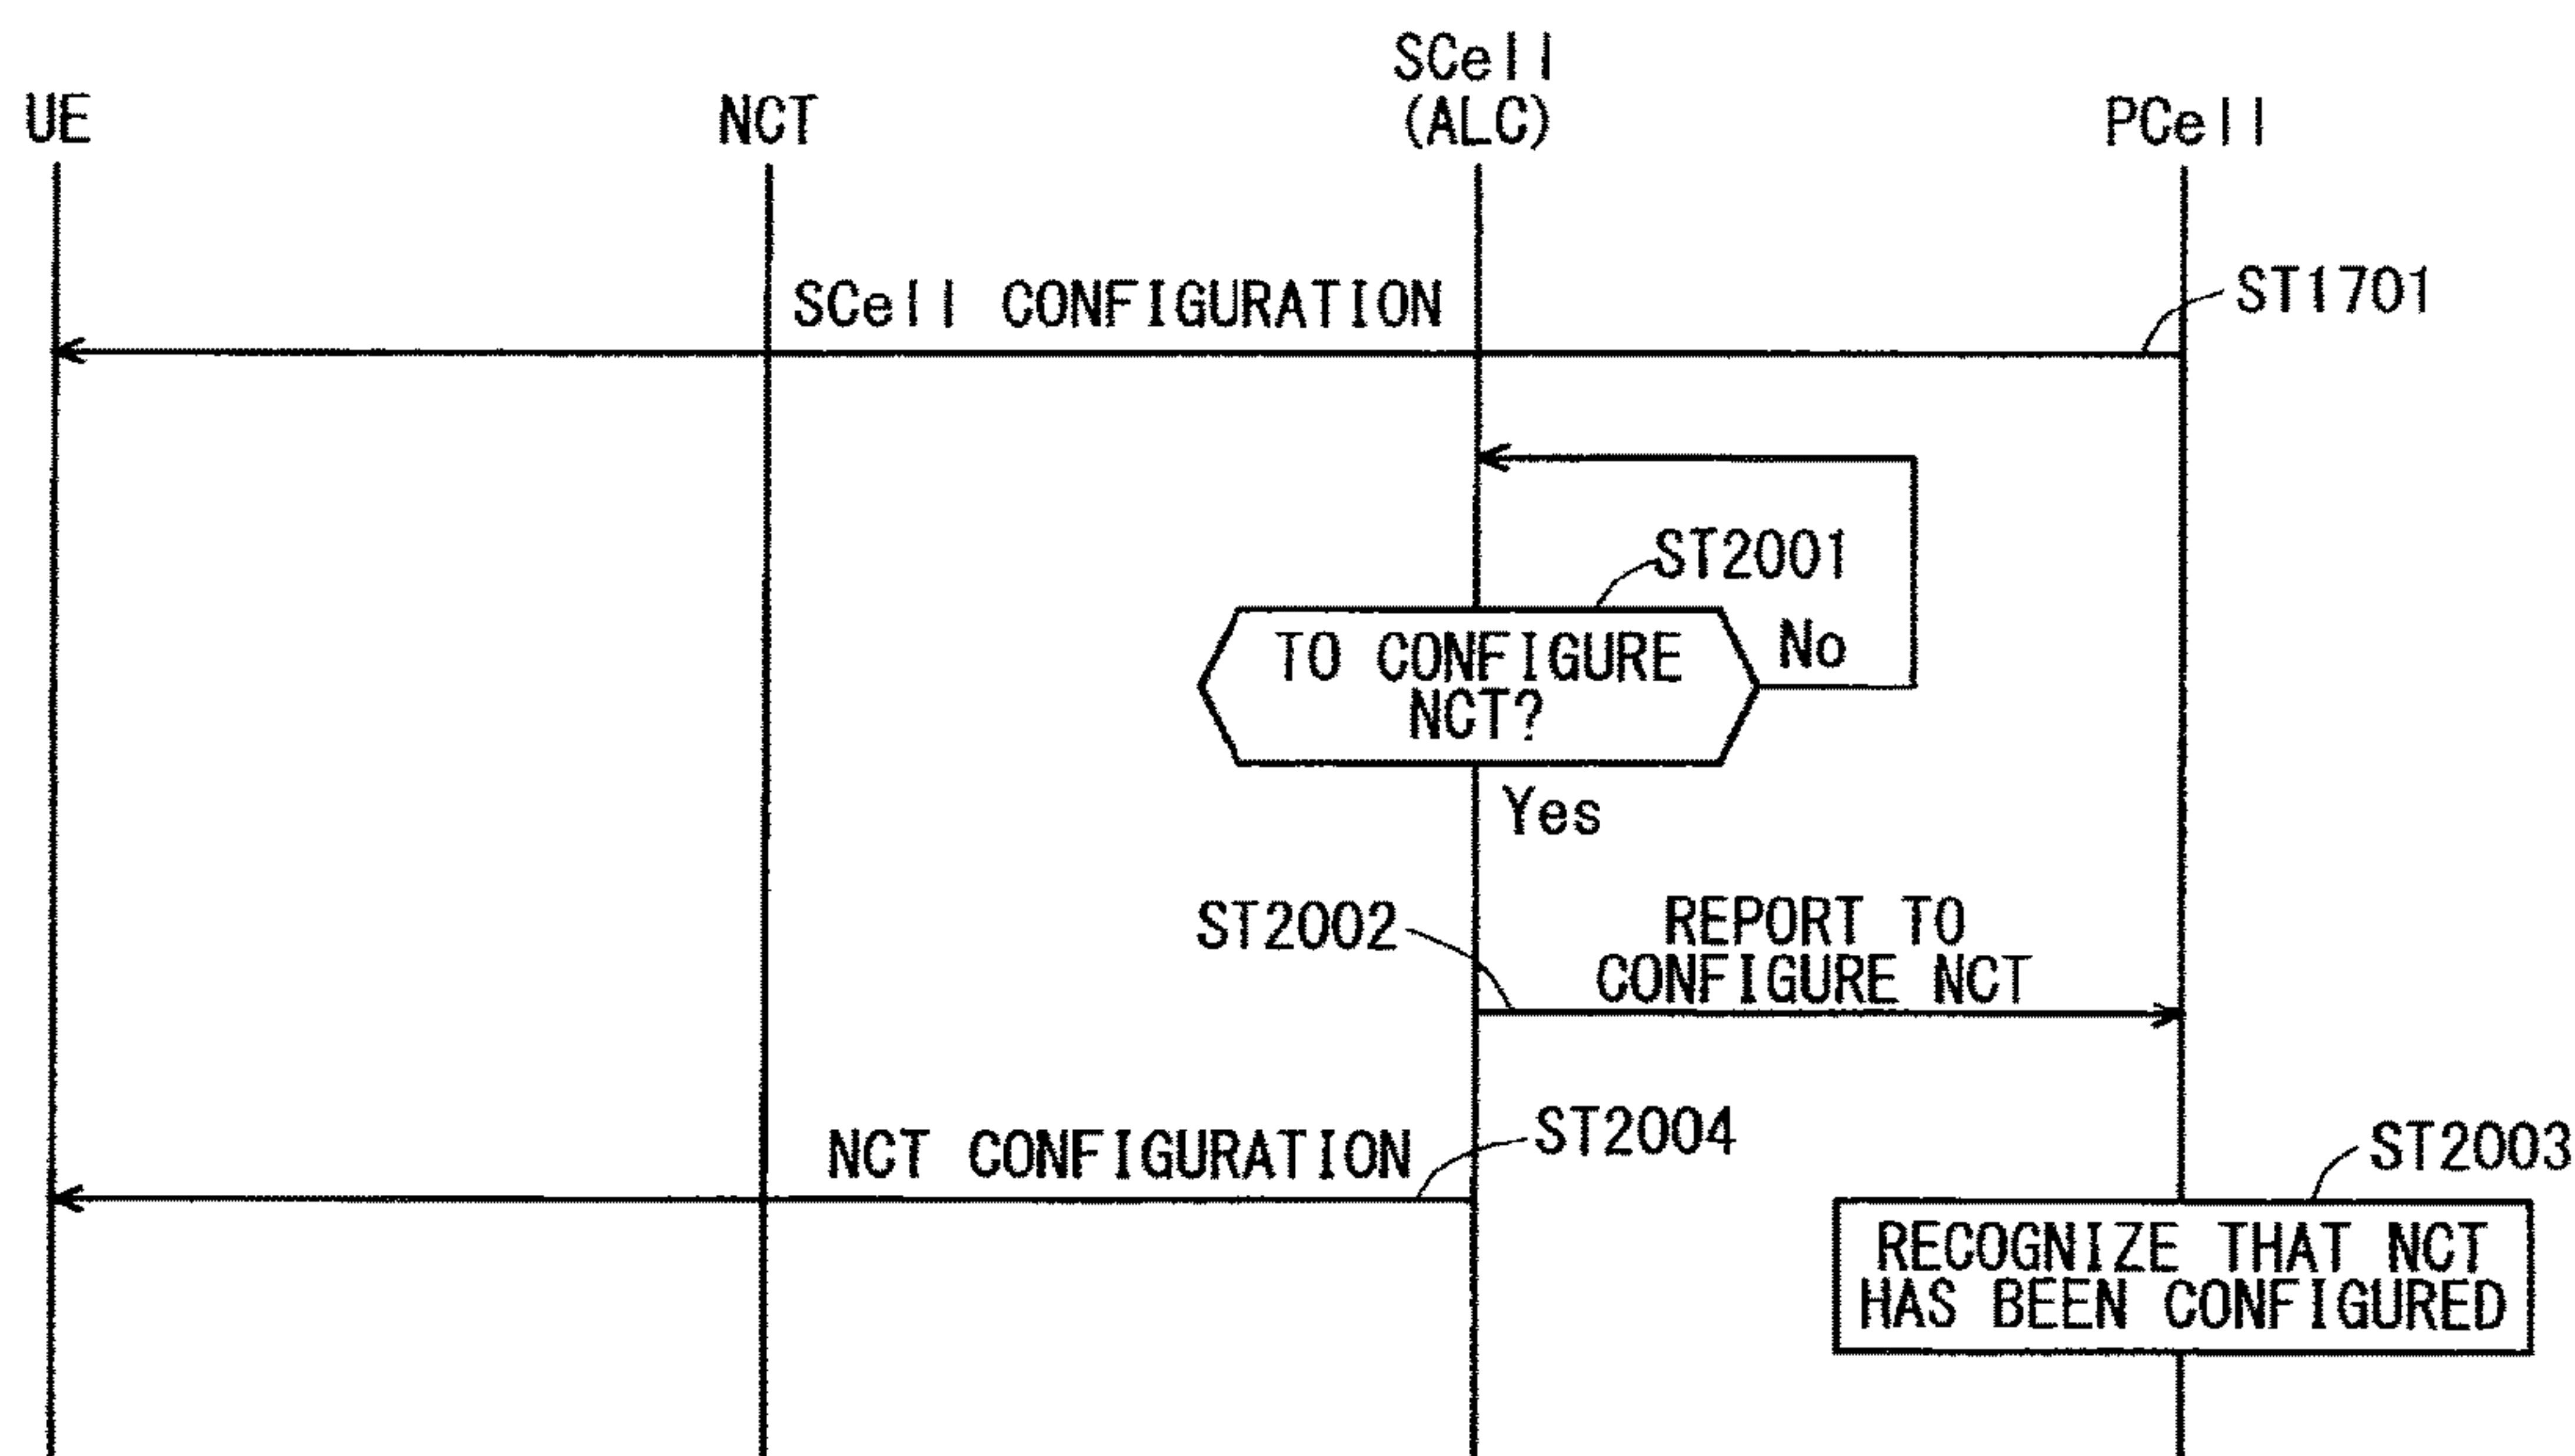 SCell
UE
NCT
(ALC)
PCell
SCell CONFIGURATION
ST1701
ST2001
TO CONFIGURE
NCT?
No
Yes
ST2002
REPORT TO
CONFIGURE NCT
NCT CONFIGURATION
ST2004
ST2003
RECOGNIZE THAT NCT
HAS BEEN CONFIGURED